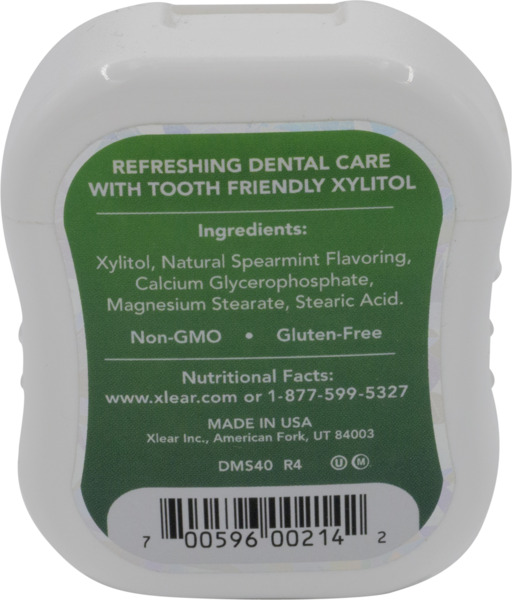 REFRESHING DENTAL CARE
WITH TOOTH FRIENDLY XYLITOL
Ingredients:
Xylitol, Natural Spearmint Flavoring,
Calcium Glycerophosphate,
Magnesium Stearate, Stearic Acid.
Non-GMO • Gluten-Free
Nutritional Facts:
www.xlear.com or 1-877-599-5327
MADE IN USA
Xlear Inc., American Fork, UT 84003
DMS40 R4 Ⓤ Ⓜ
7 00596 00214 2